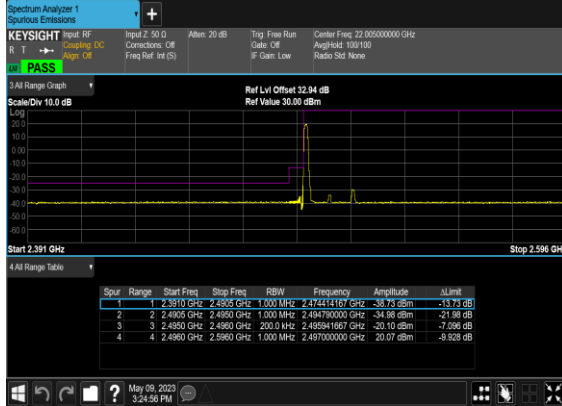 Spectrum Analyzer 1
Spurious Emissions
+
KEYSIGHT Input: RF Input Z: 50 Ω Atten: 20 dB Trig: Free Run Center Freq: 22.005000000 GHz
R T Coupling: DC Corrections: Off Gate: Off Avg|Hold: 100/100
Align: Off Freq Ref: Int (S) IF Gain: Low Radio Std: None
PASS
3 All Range Graph
Ref Lvl Offset 32.94 dB
Scale/Div 10.0 dB Ref Value 30.00 dBm
Log
20.0
10.0
0.00
-10.0
-20.0
-30.0
-40.0
-50.0
-60.0
Start 2.391 GHz Stop 2.596 GH
4 All Range Table
Spur Range Start Freq Stop Freq RBW Frequency Amplitude ΔLimit
1 1 2.3910 GHz 2.4905 GHz 1.000 MHz 2.474414167 GHz -38.73 dBm -13.73 dB
2 2 2.4905 GHz 2.4950 GHz 1.000 MHz 2.494790000 GHz -34.98 dBm -21.98 dB
3 3 2.4950 GHz 2.4960 GHz 200.0 kHz 2.495941667 GHz -20.10 dBm -7.096 dB
4 4 2.4960 GHz 2.5960 GHz 1.000 MHz 2.497000000 GHz 20.07 dBm -9.928 dB
? May 09, 2023
3:24:56 PM